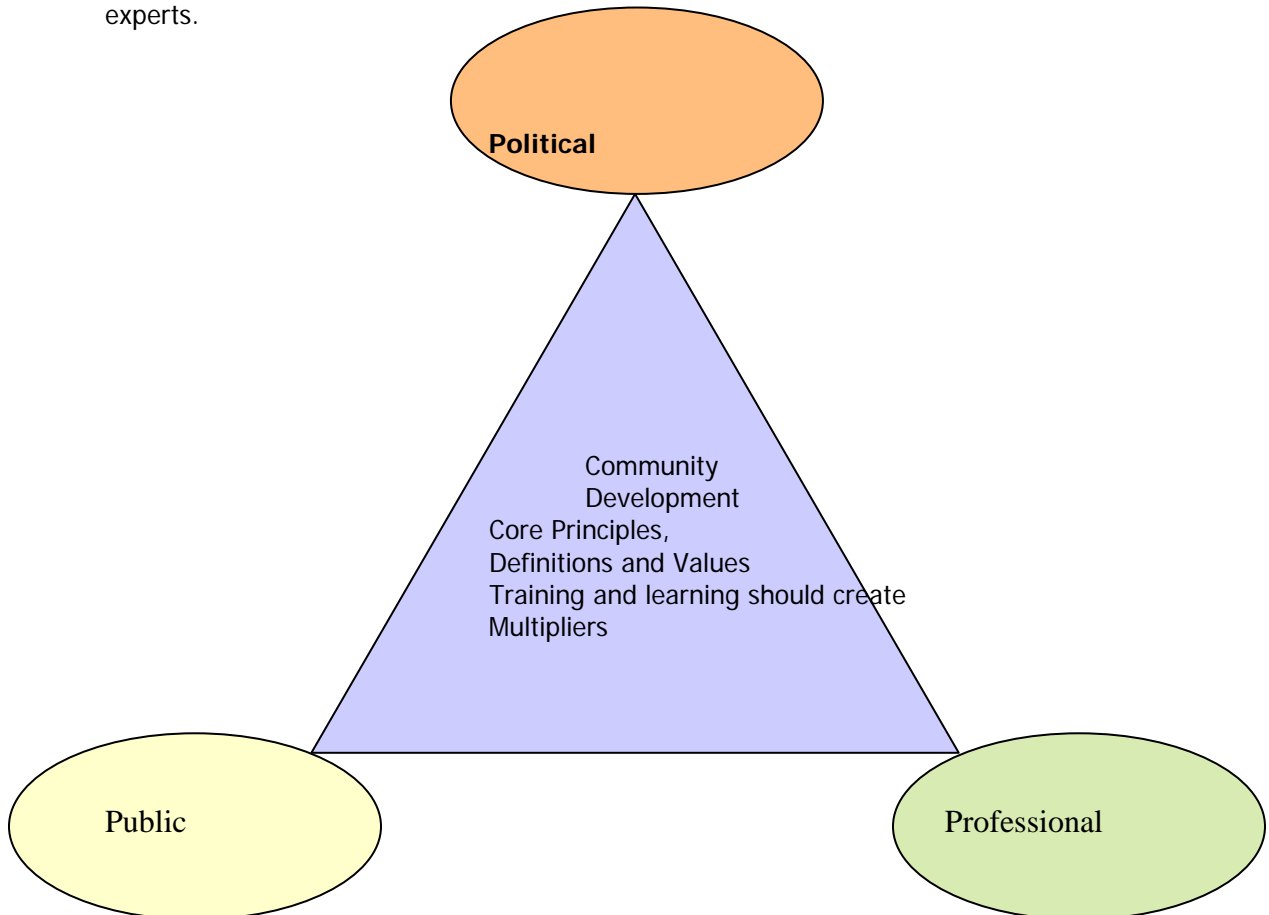 experts.
Political
Community
Development
Core Principles,
Definitions and Values
Training and learning should create
Multipliers
Public
Professional